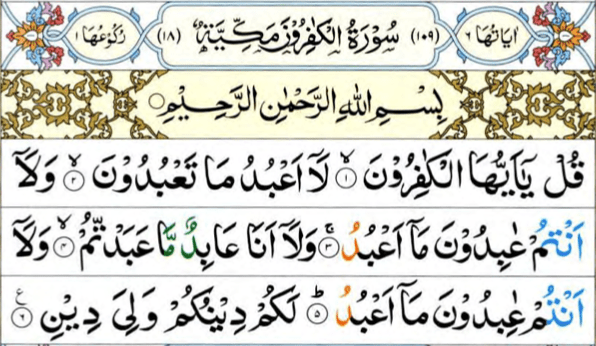 اٰیَاتُهَا ٦ (١٠٩) سُوْرَةُ الْكٰفِرُوْنَ مَكِّیَّةٌ (١٨) رُكُوْعُهَا ١
بِسْمِ اللّٰهِ الرَّحْمٰنِ الرَّحِیْمِ
قُلْ یٰۤاَیُّهَا الْكٰفِرُوْنَ ۙ۝١ لَاۤ اَعْبُدُ مَا تَعْبُدُوْنَ ۙ۝٢ وَلَاۤ
اَنْتُمْ عٰبِدُوْنَ مَاۤ اَعْبُدُ ۚ۝٣ وَلَاۤ اَنَا عَابِدٌ مَّا عَبَدْتُّمْ ۙ۝٤ وَلَاۤ
اَنْتُمْ عٰبِدُوْنَ مَاۤ اَعْبُدُ ؕ۝٥ لَكُمْ دِیْنُكُمْ وَلِیَ دِیْنِ ۝٦ ع